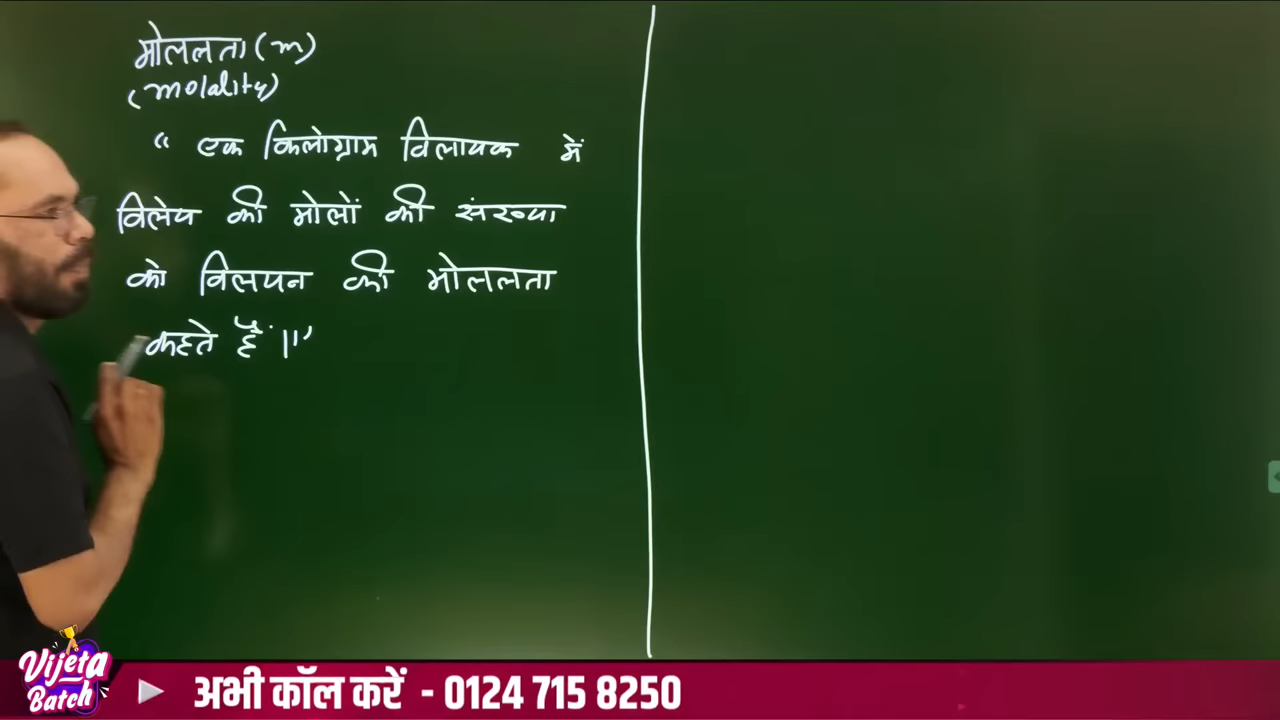 मोललता (m)
(molality)
“ एक किलोग्राम विलायक में
विलेय की मोलों की संख्या
को विलयन की मोललता
कहते हैं ॥”
Vijeta
Batch
अभी कॉल करें - 0124 715 8250